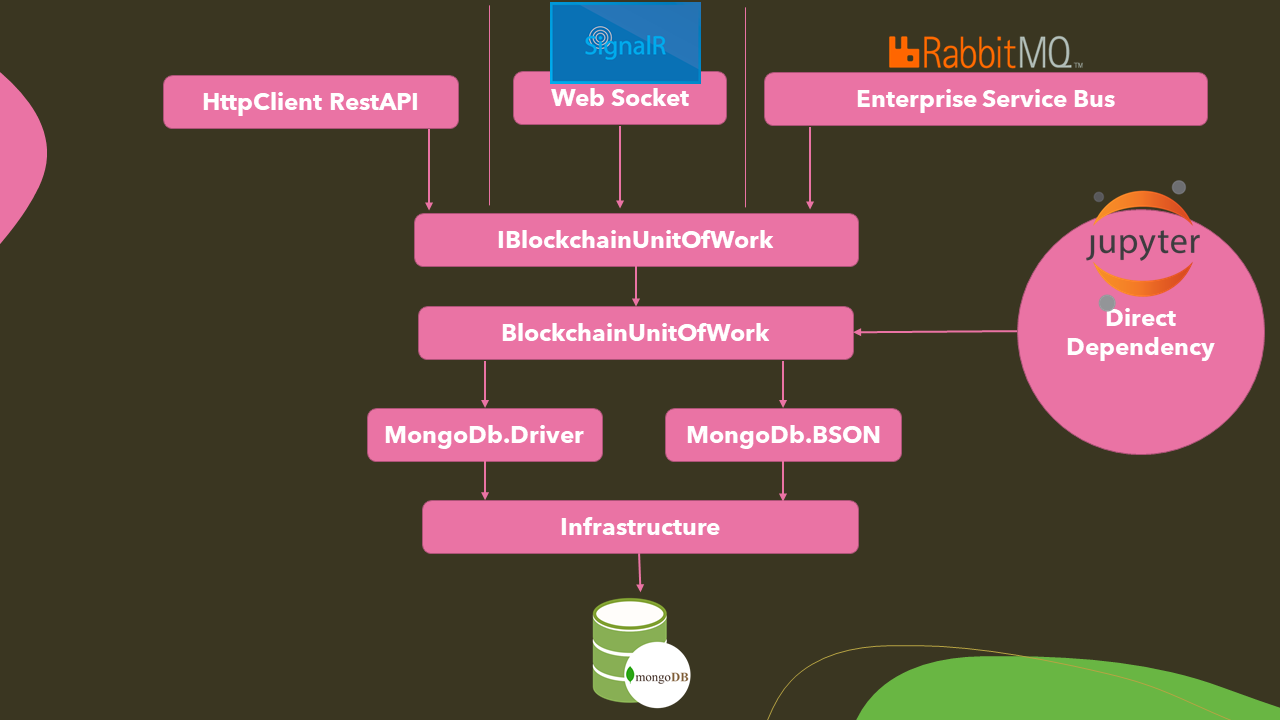 SignalR
RabbitMQ™
HttpClient RestAPI
Web Socket
Enterprise Service Bus
IBlockchainUnitOfWork
jupyter
BlockchainUnitOfWork
Direct
Dependency
MongoDb.Driver
MongoDb.BSON
Infrastructure
mongoDB